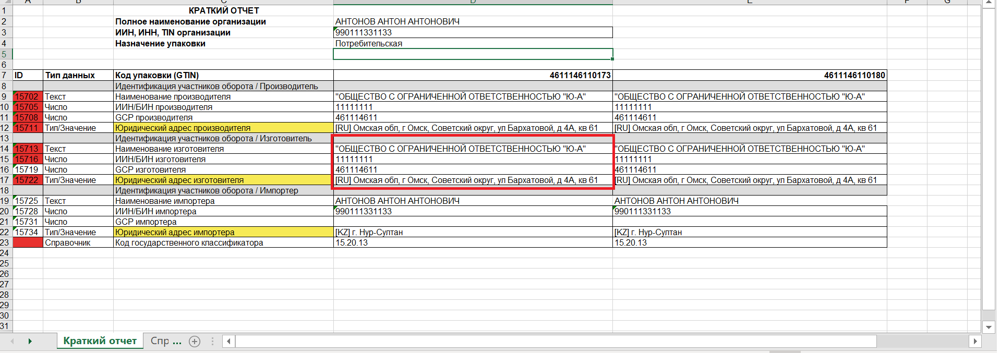 A B C D E F G
1 КРАТКИЙ ОТЧЕТ
2 Полное наименование организации АНТОНОВ АНТОН АНТОНОВИЧ
3 ИИН, ИНН, TIN организации 990111331133
4 Назначение упаковки Потребительская
5
6
7 ID Тип данных Код упаковки (GTIN) 4611146110173 4611146110180
8 Идентификация участников оборота / Производитель
9 15702 Текст Наименование производителя "ОБЩЕСТВО С ОГРАНИЧЕННОЙ ОТВЕТСТВЕННОСТЬЮ "Ю-А" "ОБЩЕСТВО С ОГРАНИЧЕННОЙ ОТВЕТСТВЕННОСТЬЮ "Ю-А"
10 15705 Число ИИН/БИН производителя 11111111 11111111
11 15708 Число GCP производителя 461114611 461114611
12 15711 Тип/Значение Юридический адрес производителя [RU] Омская обл, г Омск, Советский округ, ул Бархатовой, д 4А, кв 61 [RU] Омская обл, г Омск, Советский округ, ул Бархатовой, д 4А, кв 61
13 Идентификация участников оборота / Изготовитель
14 15713 Текст Наименование изготовителя "ОБЩЕСТВО С ОГРАНИЧЕННОЙ ОТВЕТСТВЕННОСТЬЮ "Ю-А" "ОБЩЕСТВО С ОГРАНИЧЕННОЙ ОТВЕТСТВЕННОСТЬЮ "Ю-А"
15 15716 Число ИИН/БИН изготовителя 11111111 11111111
16 15719 Число GCP изготовителя 461114611 461114611
17 15722 Тип/Значение Юридический адрес изготовителя [RU] Омская обл, г Омск, Советский округ, ул Бархатовой, д 4А, кв 61 [RU] Омская обл, г Омск, Советский округ, ул Бархатовой, д 4А, кв 61
18 Идентификация участников оборота / Импортер
19 15725 Текст Наименование импортера АНТОНОВ АНТОН АНТОНОВИЧ АНТОНОВ АНТОН АНТОНОВИЧ
20 15728 Число ИИН/БИН импортера 990111331133 990111331133
21 15731 Число GCP импортера
22 15734 Тип/Значение Юридический адрес импортера [KZ] г. Нур-Султан [KZ] г. Нур-Султан
23 Справочник Код государственного классификатора 15.20.13 15.20.13
24
25
26
27
28
29
30
31
Краткий отчет Спр ...